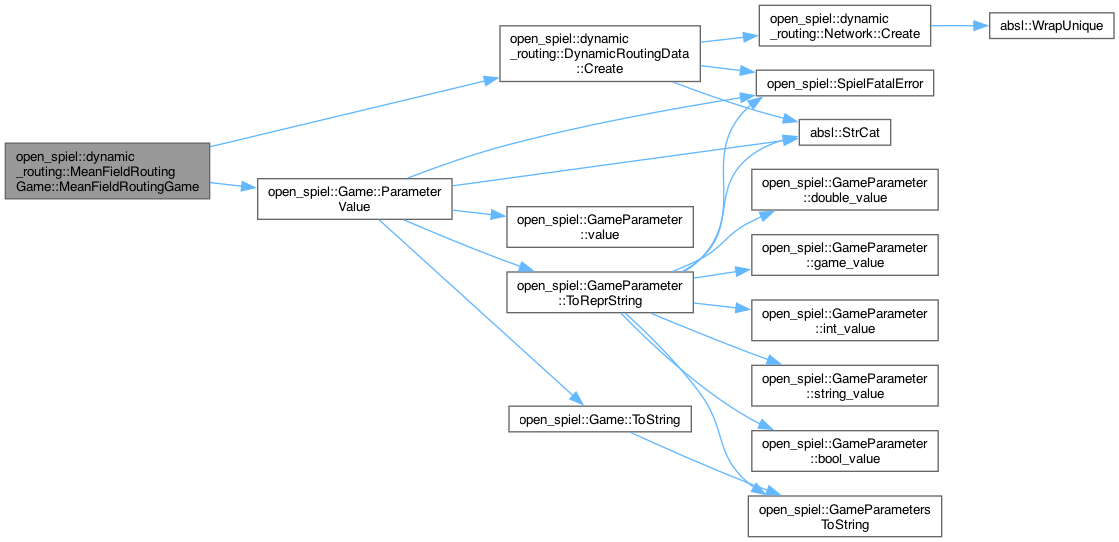 open_spiel::dynamic
_routing::MeanFieldRouting
Game::MeanFieldRoutingGame
open_spiel::dynamic
_routing::DynamicRoutingData
::Create
open_spiel::dynamic
_routing::Network::Create
absl::WrapUnique
open_spiel::SpielFatalError
absl::StrCat
open_spiel::Game::Parameter
Value
open_spiel::GameParameter
::value
open_spiel::GameParameter
::ToReprString
open_spiel::GameParameter
::double_value
open_spiel::GameParameter
::game_value
open_spiel::GameParameter
::int_value
open_spiel::GameParameter
::string_value
open_spiel::GameParameter
::bool_value
open_spiel::Game::ToString
open_spiel::GameParameters
ToString